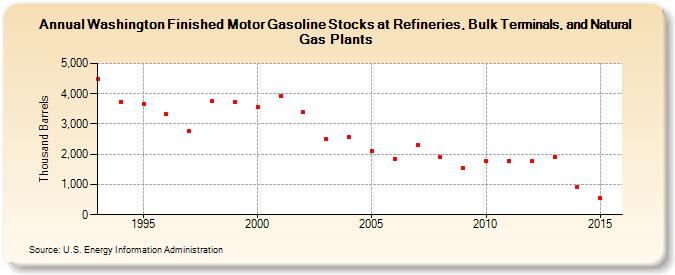 Annual Washington Finished Motor Gasoline Stocks at Refineries, Bulk Terminals, and Natural
Gas Plants
Thousand Barrels
5,000
4,000
3,000
2,000
1,000
0
1995 2000 2005 2010 2015
Source: U.S. Energy Information Administration